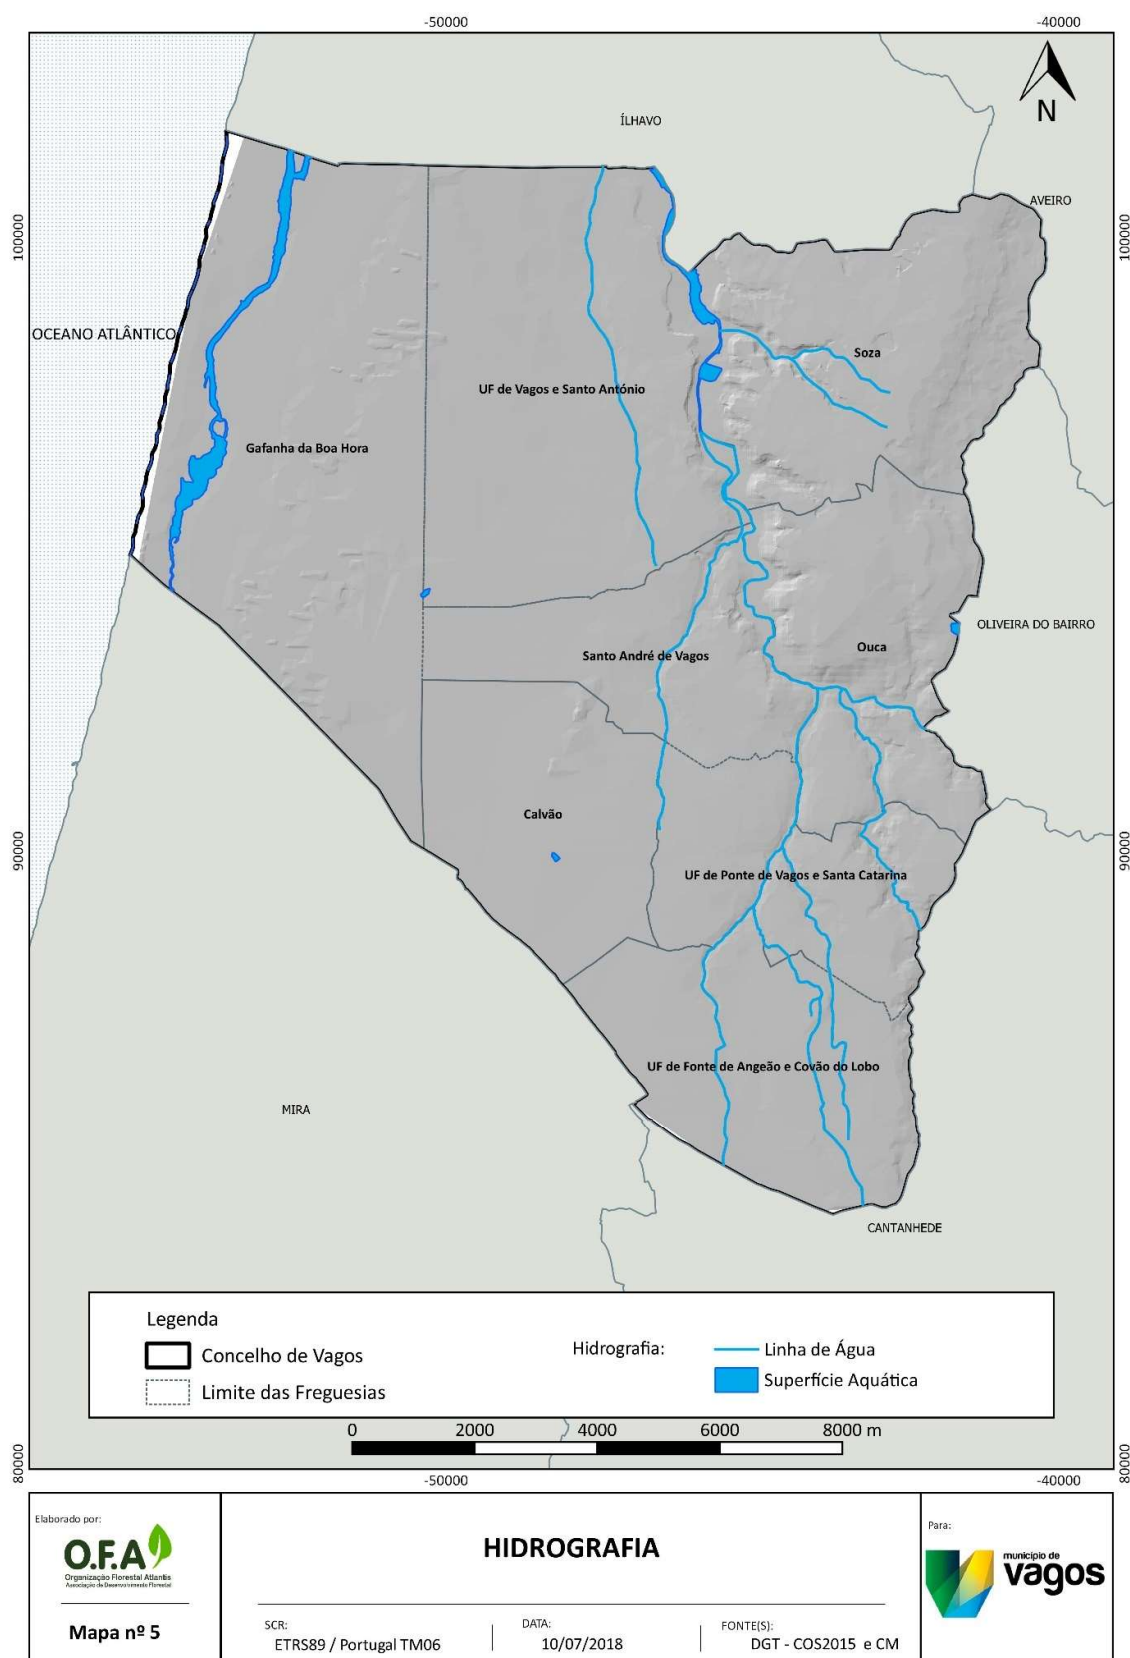 -50000
-40000
N
ÍLHAVO
AVEIRO
100000
100000
OCEANO ATLÂNTICO
Soza
UF de Vagos e Santo António
Gafanha da Boa Hora
OLIVEIRA DO BAIRRO
Ouca
Santo André de Vagos
Calvão
90000
90000
UF de Ponte de Vagos e Santa Catarina
UF de Fonte de Angeão e Covão do Lobo
MIRA
CANTANHEDE
Legenda
Concelho de Vagos
Limite das Freguesias
Hidrografia:
Linha de Água
Superfície Aquática
0 2000 4000 6000 8000 m
80000
80000
-50000
-40000
Elaborado por:
O.F.A
Organização Florestal Atlantis
Associação de Desenvolvimento Florestal
Mapa nº 5
HIDROGRAFIA
SCR:
ETRS89 / Portugal TM06
DATA:
10/07/2018
FONTE(S):
DGT - COS2015 e CM
Para:
município de
vagos